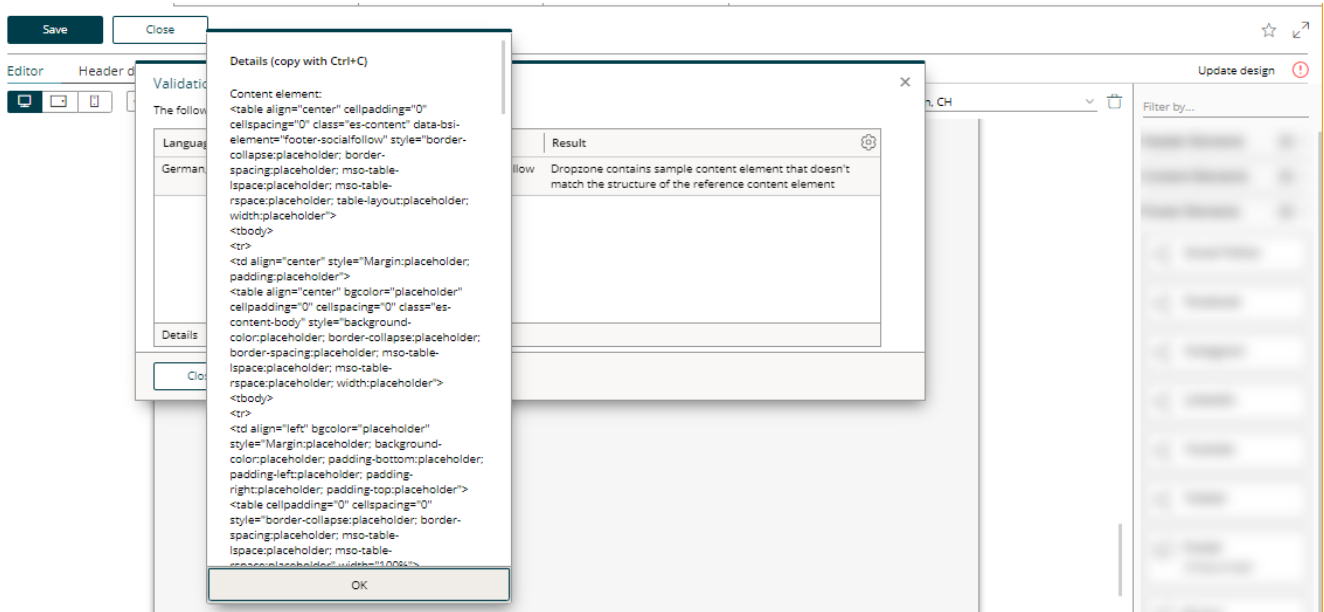 Save
Close
Editor
Header d
Update design
Validatio
The follow
n, CH
Filter by...
Languag
Result
German,
llow
Dropzone contains sample content element that doesn't
match the structure of the reference content element
Details
Clos
Details (copy with Ctrl+C)
Content element:
<table align="center" cellpadding="0"
cellspacing="0" class="es-content" data-bsi-
element="footer-socialfollow" style="border-
collapse:placeholder; border-
spacing:placeholder; mso-table-
lspace:placeholder; mso-table-
rspace:placeholder; table-layout:placeholder;
width:placeholder">
<tbody>
<tr>
<td align="center" style="Margin:placeholder;
padding:placeholder">
<table align="center" bgcolor="placeholder"
cellpadding="0" cellspacing="0" class="es-
content-body" style="background-
color:placeholder; border-collapse:placeholder;
border-spacing:placeholder; mso-table-
lspace:placeholder; mso-table-
rspace:placeholder; width:placeholder">
<tbody>
<tr>
<td align="left" bgcolor="placeholder"
style="Margin:placeholder; background-
color:placeholder; padding-bottom:placeholder;
padding-left:placeholder; padding-
right:placeholder; padding-top:placeholder">
<table cellpadding="0" cellspacing="0"
style="border-collapse:placeholder; border-
spacing:placeholder; mso-table-
lspace:placeholder; mso-table-
rspace:placeholder" width="100%">
OK